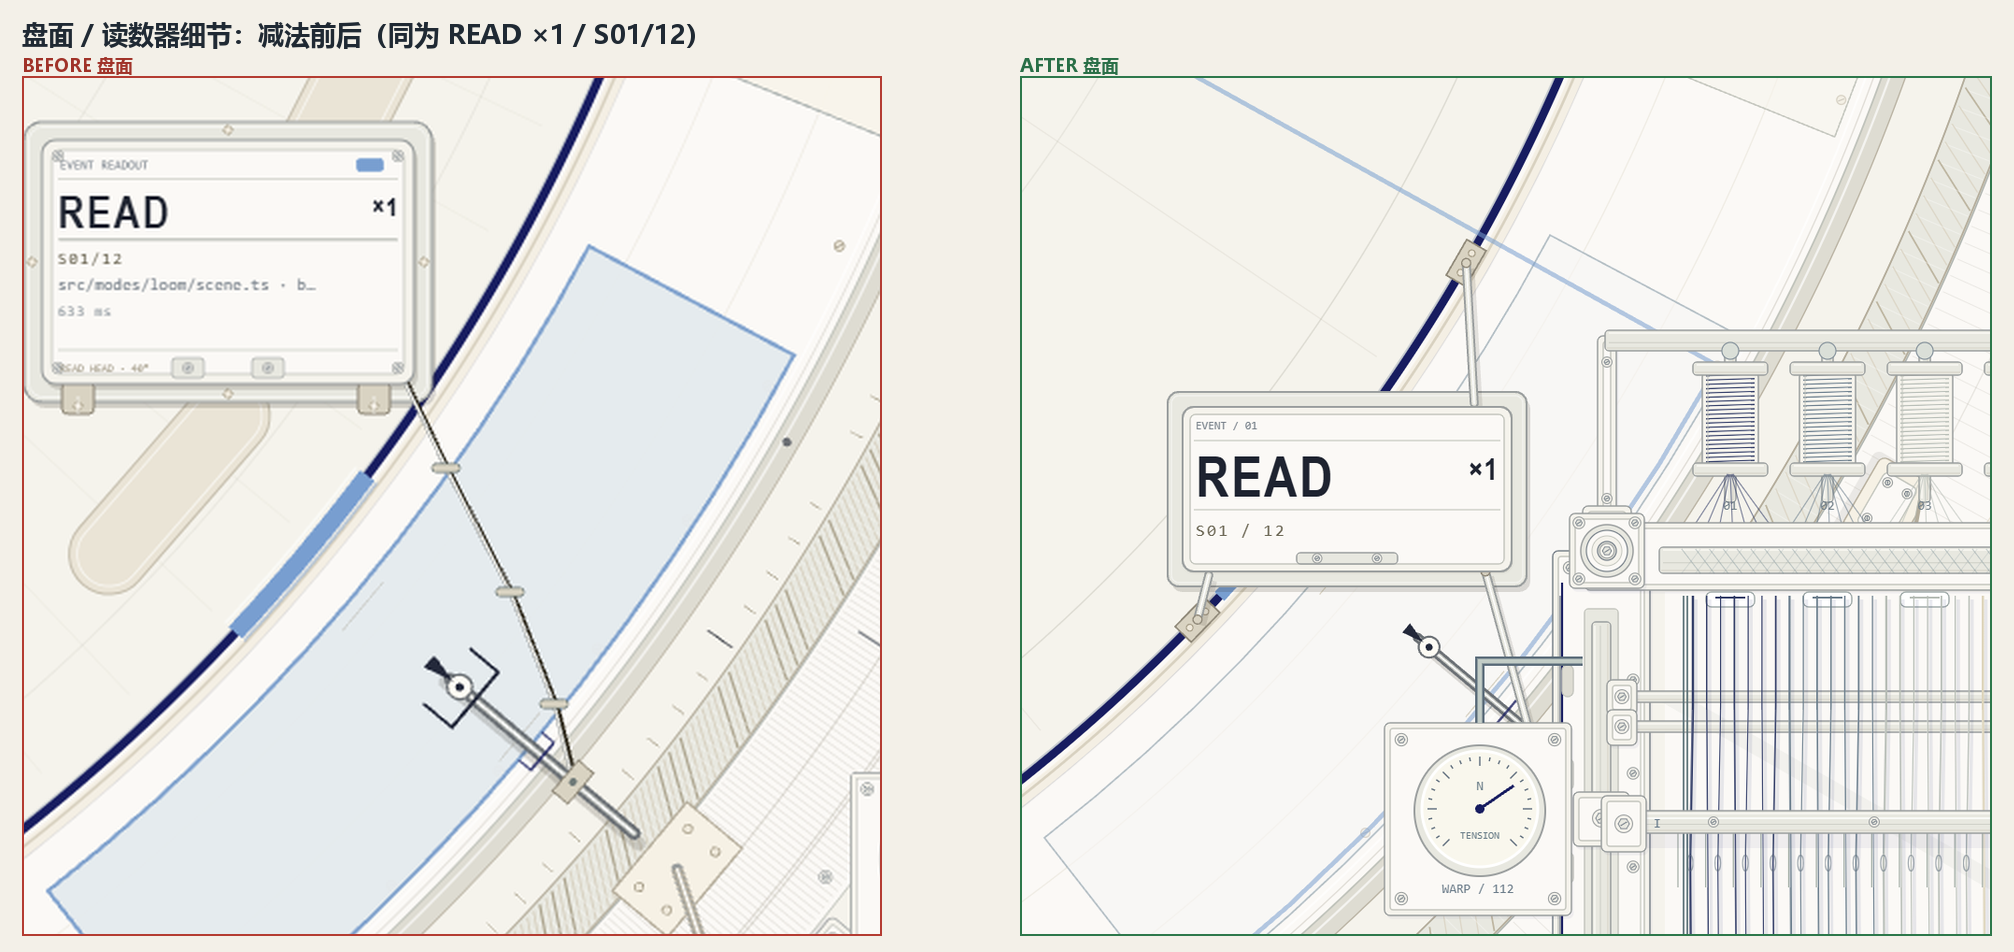 盘面 / 读数器细节：减法前后（同为 READ ×1 / S01/12）
BEFORE 盘面
EVENT READOUT
READ
×1
S01/12
src/modes/loom/scene.ts · b…
633 ms
READ HEAD - 40°
AFTER 盘面
EVENT / 01
READ
×1
S01 / 12
01
02
03
N
TENSION
WARP / 112
I